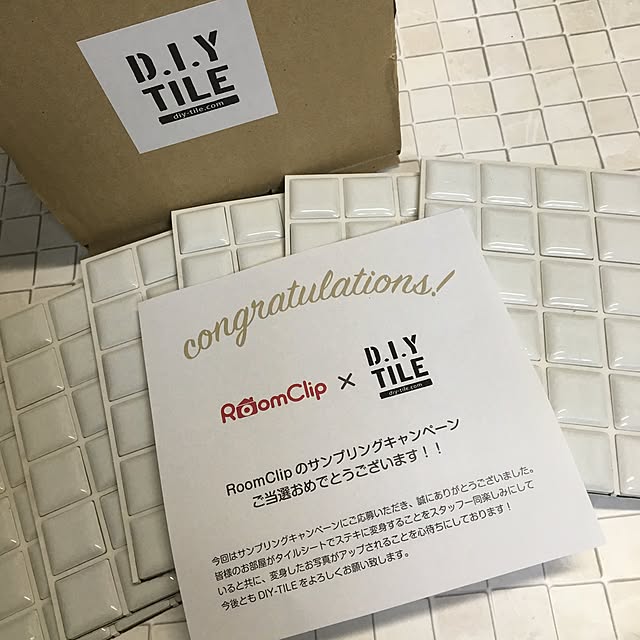 D.I.Y
TILE
diy-tile.com
congratulations!
RoomClip × D.I.Y
TILE
diy-tile.com
RoomClip のサンプリングキャンペーン
ご当選おめでとうございます！！
今回はサンプリングキャンペーンにご応募いただき、誠にありがとうございました。
皆様のお部屋がタイルシートでステキに変身することをスタッフ一同楽しみにして
いると共に、変身したお写真がアップされることを心待ちにしております！
今後とも DIY-TILE をよろしくお願い致します。